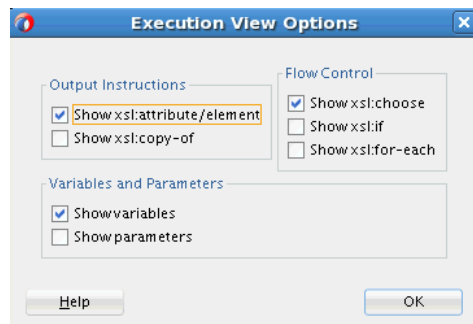 Execution View Options
Output Instructions
Show xsl:attribute/element
Show xsl:copy-of
Flow Control
Show xsl:choose
Show xsl:if
Show xsl:for-each
Variables and Parameters
Show variables
Show parameters
Help
OK